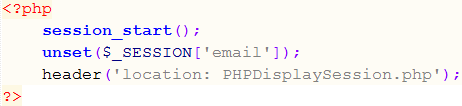 <?php
session_start();
unset($_SESSION['email']);
header('location: PHPDisplaySession.php');
?>